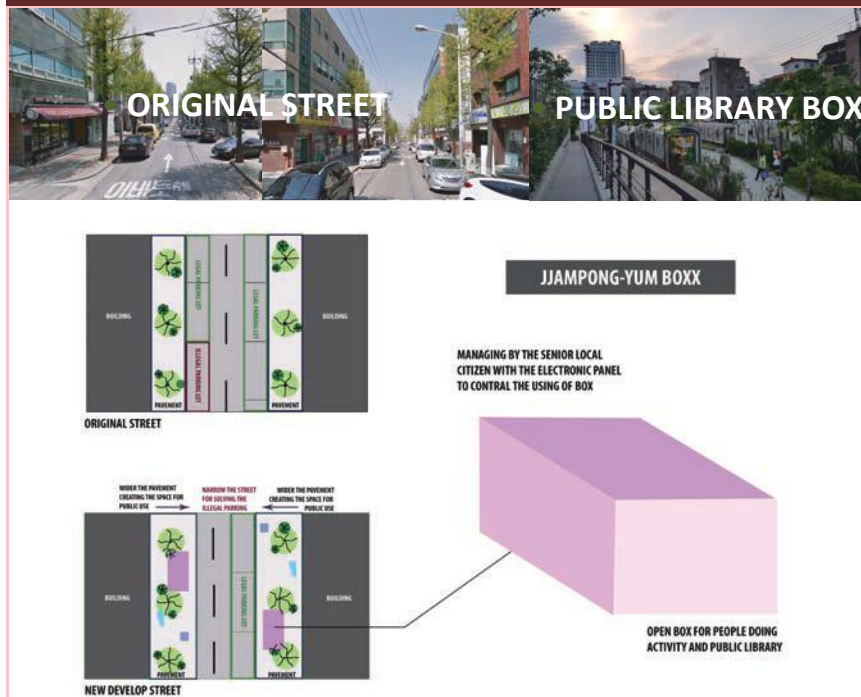 • ORIGINAL STREET
• PUBLIC LIBRARY BOX
BUILDING
LEGAL PARKING LOT
ILLEGAL PARKING LOT
LEGAL PARKING LOT
BUILDING
PAVEMENT
PAVEMENT
ORIGINAL STREET
WIDER THE PAVEMENT
CREATING THE SPACE FOR
PUBLIC USE
NARROW THE STREET
FOR SOLVING THE
ILLEGAL PARKING
WIDER THE PAVEMENT
CREATING THE SPACE FOR
PUBLIC USE
BUILDING
LEGAL PARKING LOT
BUILDING
PAVEMENT
PAVEMENT
NEW DEVELOP STREET
JJAMPONG-YUM BOXX
MANAGING BY THE SENIOR LOCAL
CITIZEN WITH THE ELECTRONIC PANEL
TO CONTRAL THE USING OF BOX
OPEN BOX FOR PEOPLE DOING
ACTIVITY AND PUBLIC LIBRARY